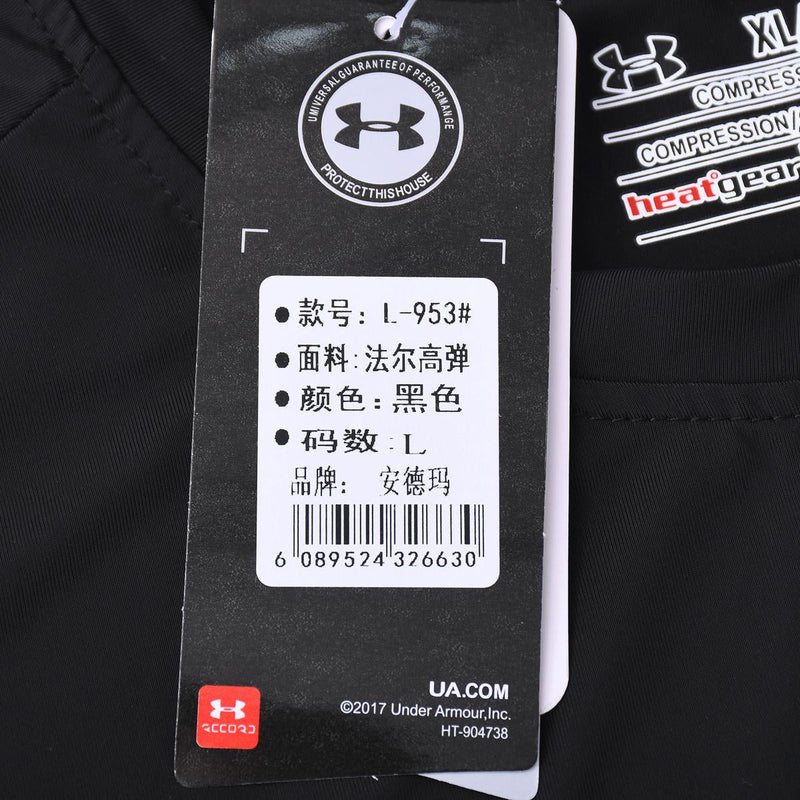 UNIVERSAL GUARANTEE OF PERFORMANCE
PROTECTTHISHOUSE
款号: L-953#
面料:法尔高弹
颜色:黑色
码数:L
品牌: 安德玛
6 089524 326630
UA.COM
©2017 Under Armour,Inc.
HT-904738
RECORD
XL
COMPRESS
COMPRESSION/
heatgear